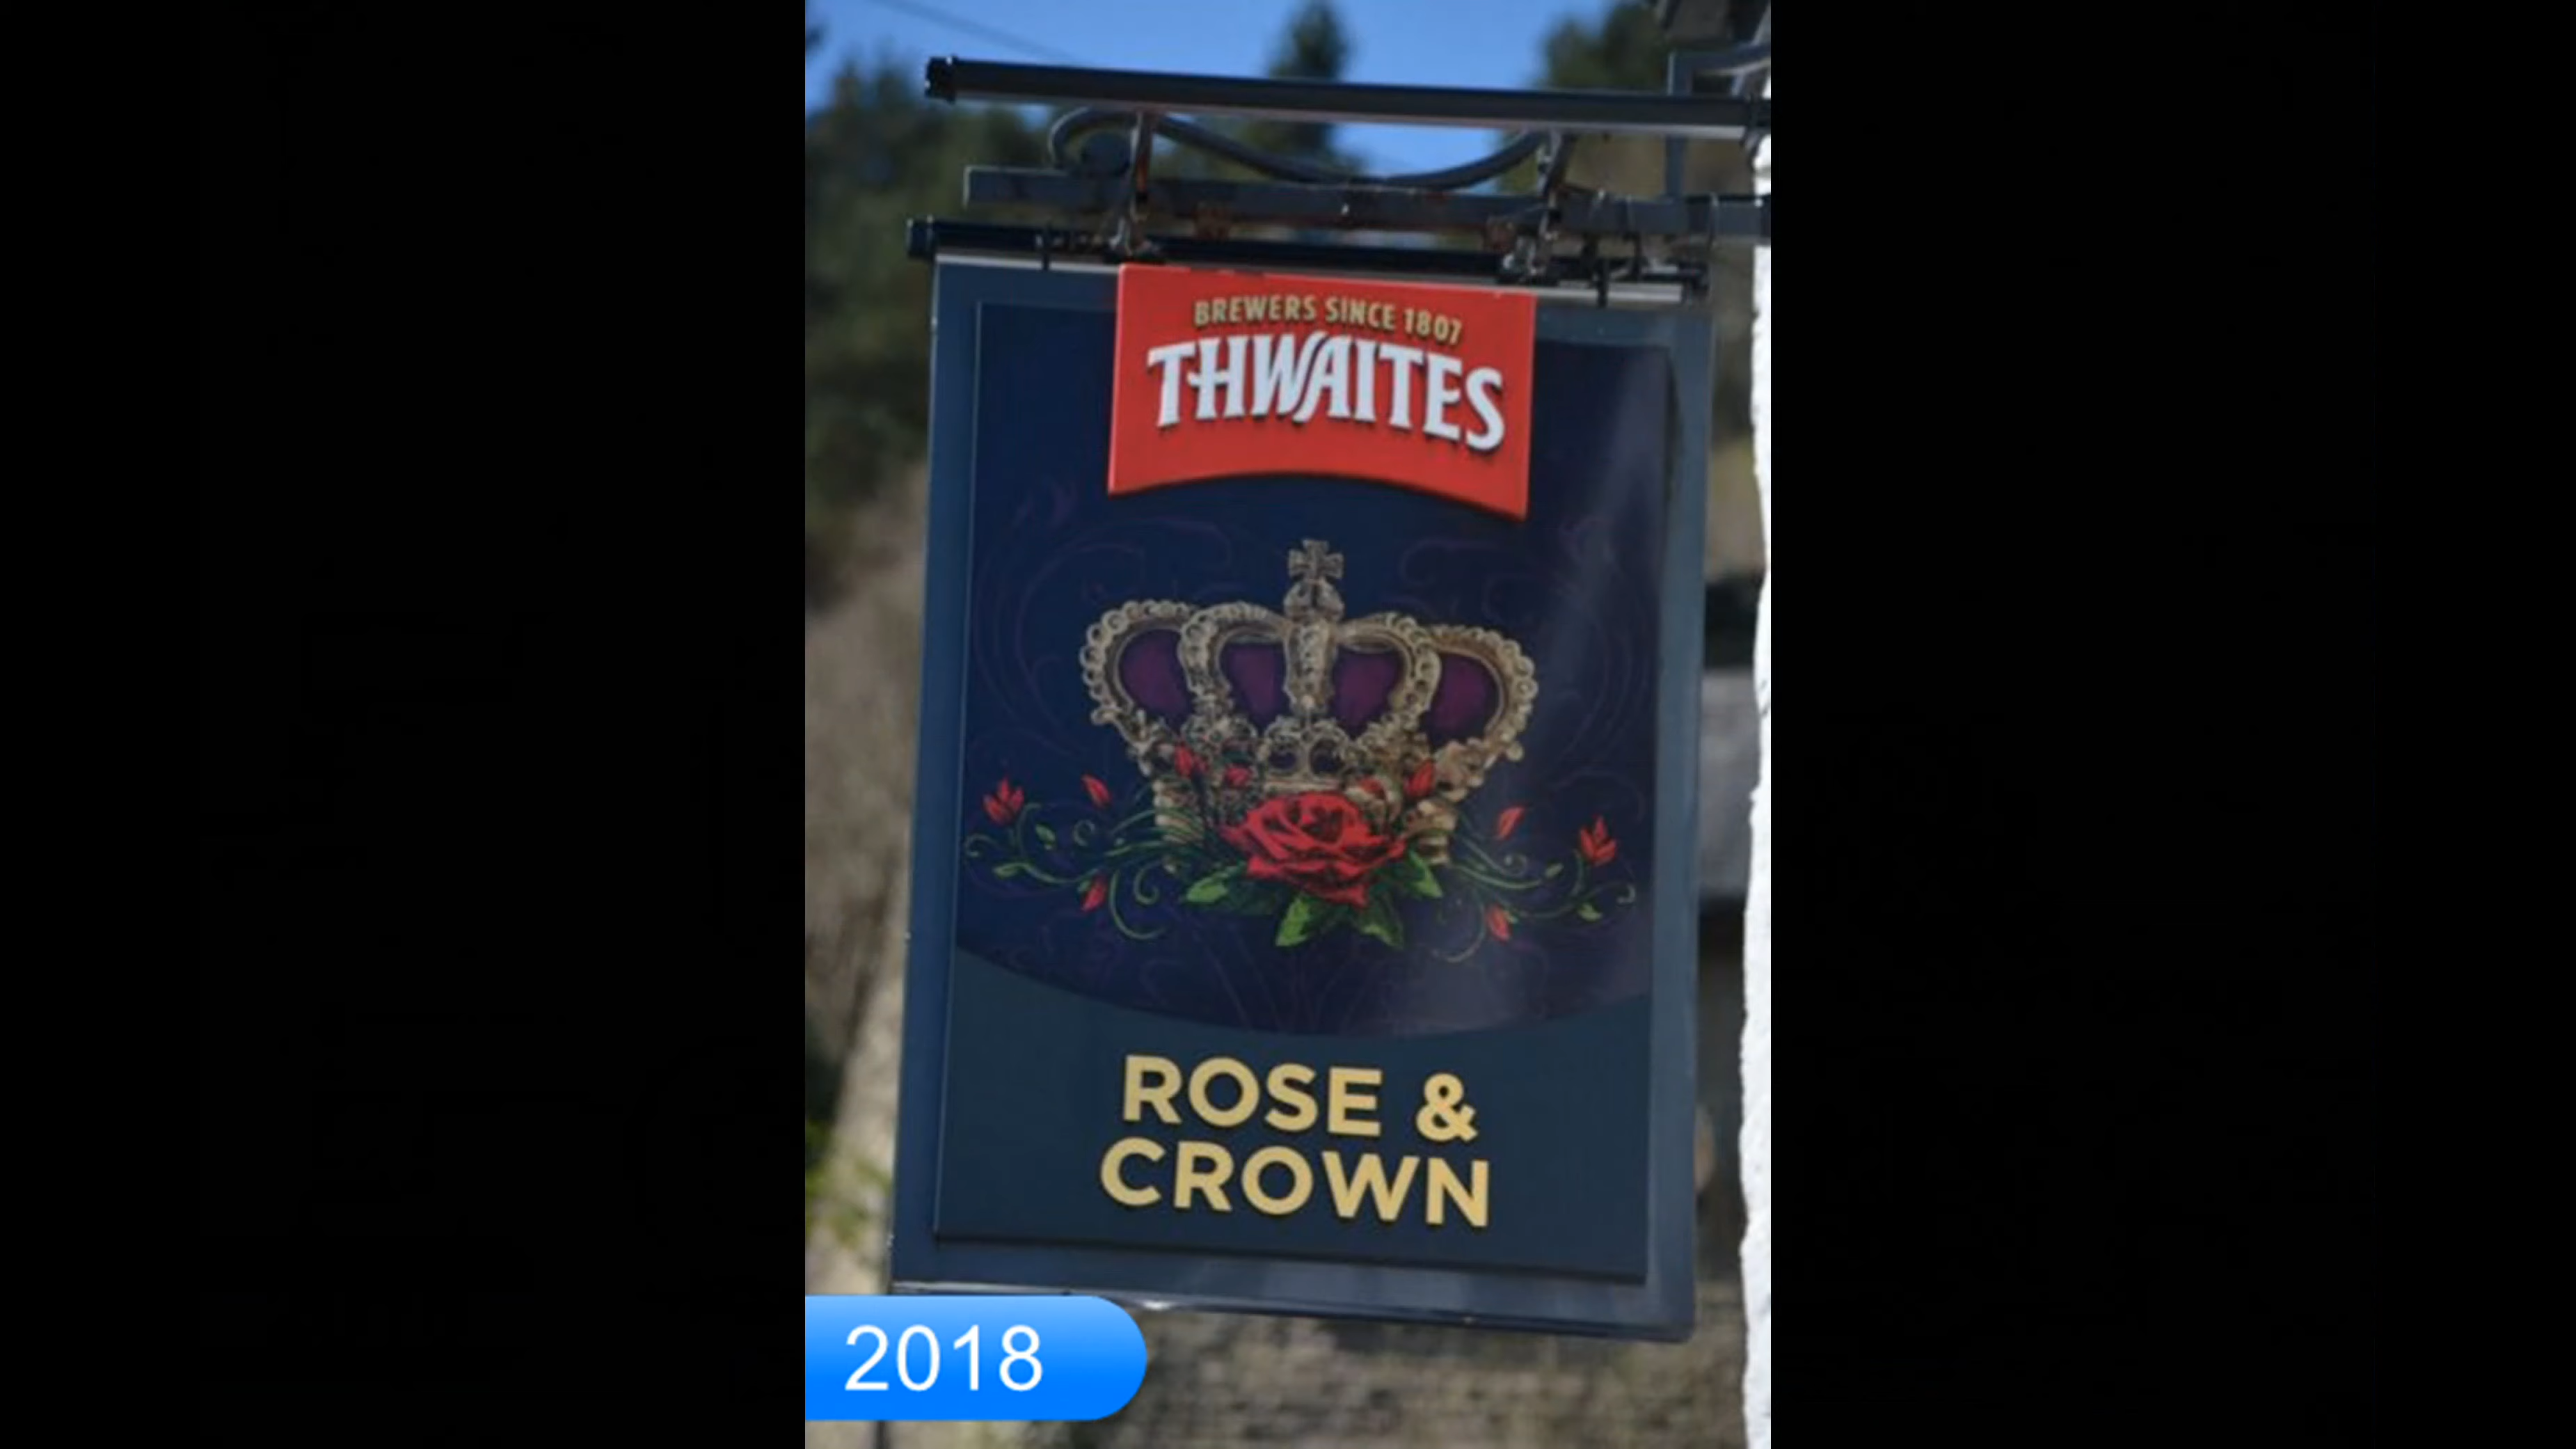 BREWERS SINCE 1807
THWAITES
ROSE &
CROWN
2018